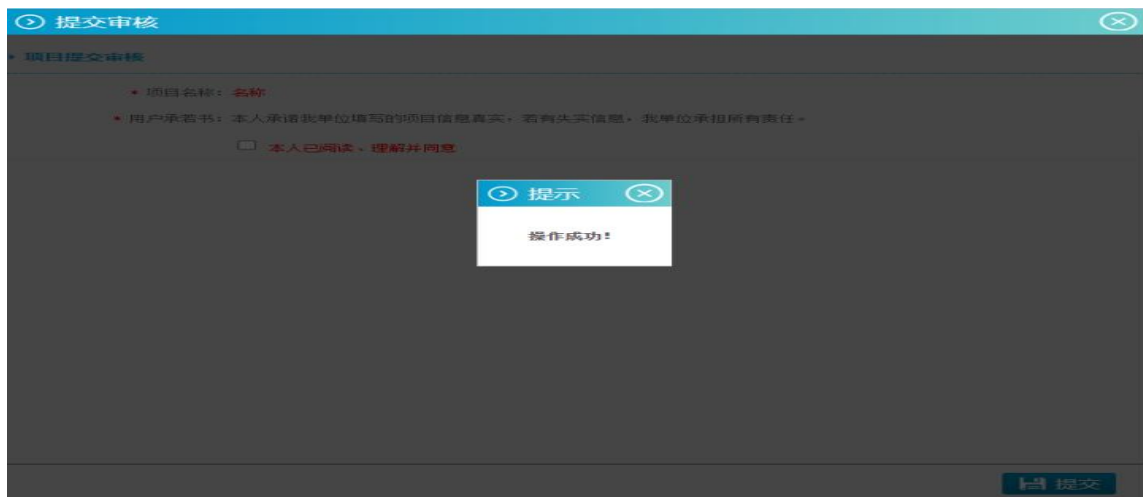 提交审核
项目提交审核
项目名称：名称
用户承若书：本人承诺我单位填写的项目信息真实，若有失实信息，我单位承担所有责任。
本人已阅读、理解并同意
提示
操作成功！
提交